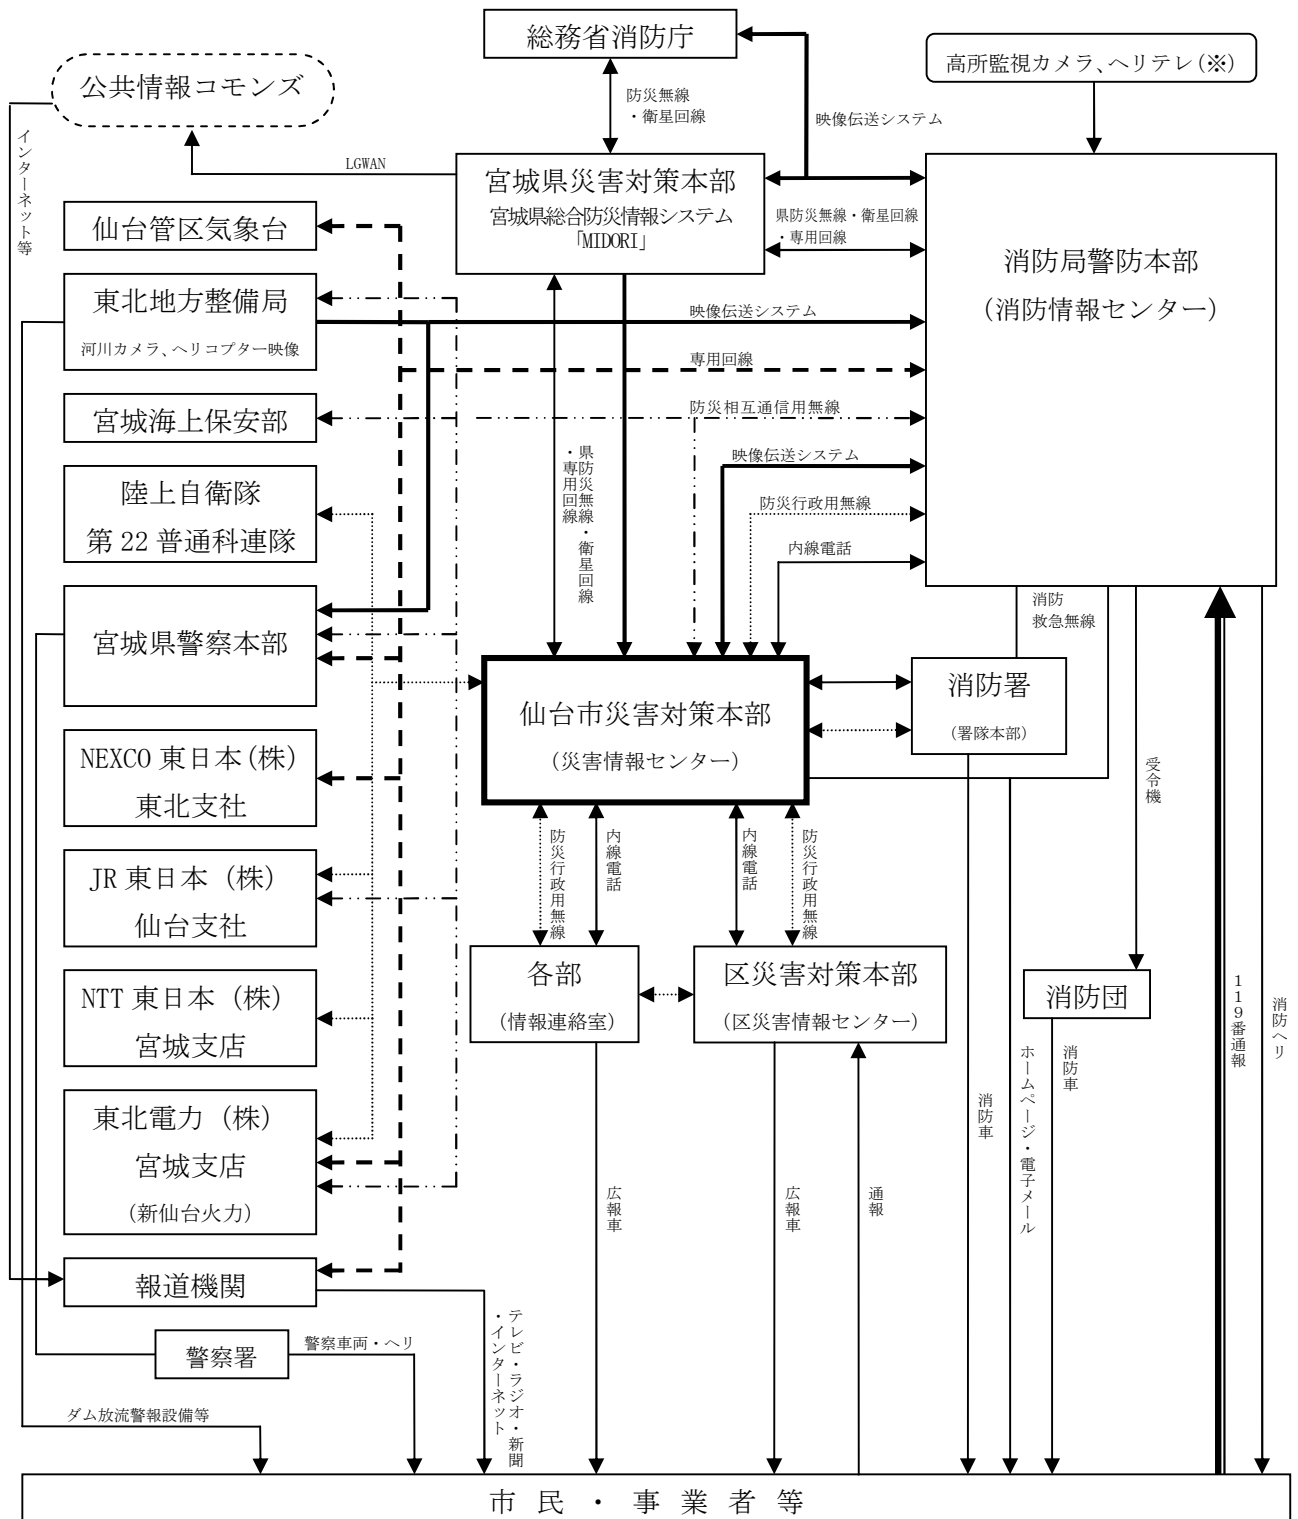 総務省消防庁
高所監視カメラ、ヘリテレ(※)
公共情報コモンズ
防災無線
・衛星回線
映像伝送システム
インターネット等
LGWAN
宮城県災害対策本部
宮城県総合防災情報システム
「MIDORI」
県防災無線・衛星回線
・専用回線
消防局警防本部
(消防情報センター)
仙台管区気象台
東北地方整備局
河川カメラ、ヘリコプター映像
映像伝送システム
専用回線
宮城海上保安部
防災相互通信用無線
県防災無線・衛星回線
・専用回線
映像伝送システム
陸上自衛隊
第22普通科連隊
防災行政用無線
内線電話
消防
救急無線
宮城県警察本部
仙台市災害対策本部
(災害情報センター)
消防署
(署隊本部)
NEXCO東日本(株)
東北支社
受令機
防災行政用無線
内線電話
内線電話
防災行政用無線
JR東日本(株)
仙台支社
各部
(情報連絡室)
区災害対策本部
(区災害情報センター)
消防団
NTT東日本(株)
宮城支店
119番通報
消防ヘリ
消防車
ホームページ・電子メール
消防車
東北電力(株)
宮城支店
(新仙台火力)
広報車
広報車
通報
報道機関
テレビ・ラジオ・新聞
・インターネット
警察署
警察車両・ヘリ
ダム放流警報設備等
市民・事業者等